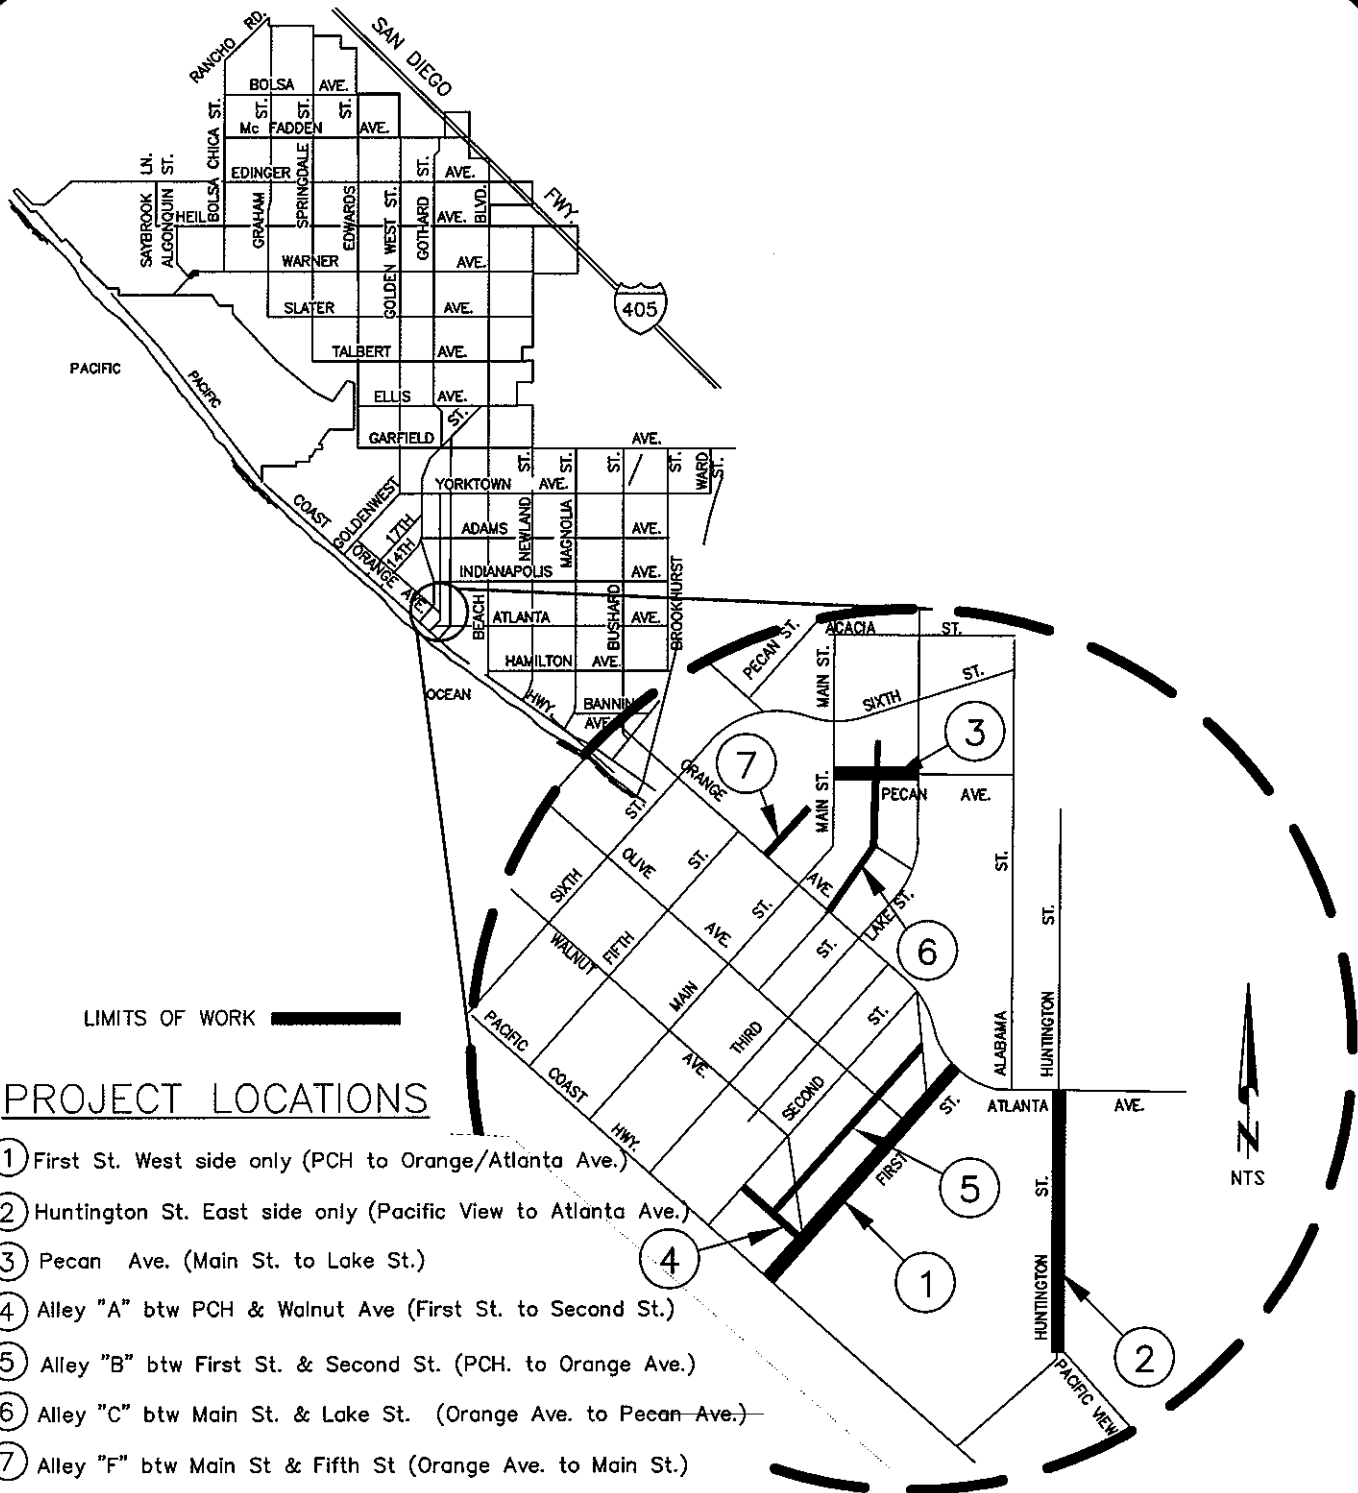 RANCHO RD.
SAN DIEGO
FWY.
405
BOLSA AVE.
Mc FADDEN AVE.
EDINGER AVE.
HEIL AVE.
WARNER AVE.
SLATER AVE.
TALBERT AVE.
ELLIS AVE.
GARFIELD AVE.
YORKTOWN AVE.
ADAMS AVE.
INDIANAPOLIS AVE.
ATLANTA AVE.
HAMILTON AVE.
BANNIN
AVE.
SAYBROOK LN.
ALGONQUIN ST.
BOLSA CHICA ST.
GRAHAM ST.
SPRINGDALE ST.
EDWARDS ST.
GOLDEN WEST ST.
GOTHARD ST.
BLVD.
ST.
BEACH
NEWLAND ST.
MAGNOLIA ST.
BUSHARD ST.
BROOKHURST ST.
WARD ST.
PACIFIC
PACIFIC
COAST
HWY.
OCEAN
GOLDENWEST
17TH
14TH
ORANGE AVE.
PECAN ST.
ACACIA ST.
MAIN ST.
SIXTH ST.
3
7
ORANGE
AVE.
MAIN ST.
PECAN AVE.
SIXTH ST.
OLIVE
AVE.
FIFTH ST.
WALNUT
AVE.
MAIN ST.
THIRD ST.
LAKE ST.
6
SECOND ST.
ALABAMA ST.
HUNTINGTON ST.
PACIFIC
COAST
HWY.
FIRST ST.
ATLANTA AVE.
5
4
1
HUNTINGTON ST.
2
PACIFIC VIEW
N
NTS
LIMITS OF WORK
PROJECT LOCATIONS
1 First St. West side only (PCH to Orange/Atlanta Ave.)
2 Huntington St. East side only (Pacific View to Atlanta Ave.)
3 Pecan Ave. (Main St. to Lake St.)
4 Alley "A" btw PCH & Walnut Ave (First St. to Second St.)
5 Alley "B" btw First St. & Second St. (PCH. to Orange Ave.)
6 Alley "C" btw Main St. & Lake St. (Orange Ave. to Pecan Ave.)
7 Alley "F" btw Main St & Fifth St (Orange Ave. to Main St.)